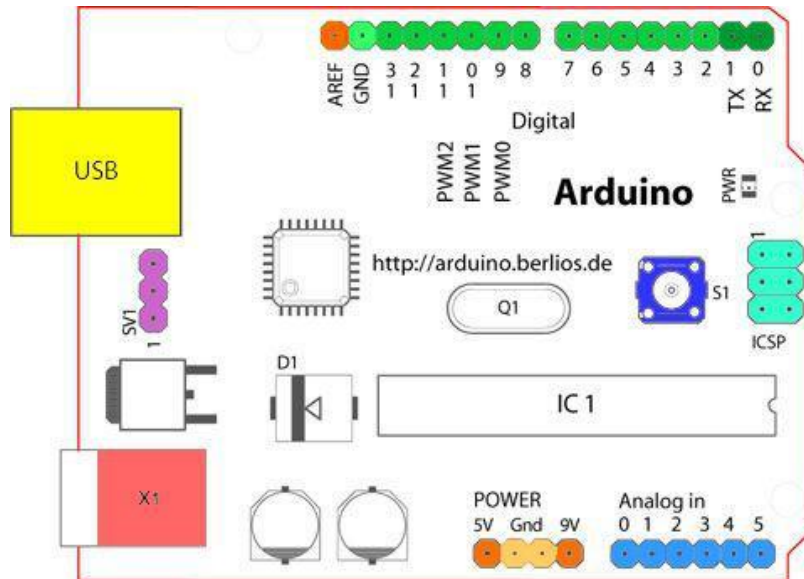 AREF GND 13 12 11 10 9 8 7 6 5 4 3 2 1 0
TX RX
Digital
PWM2 PWM1 PWM0
USB
Arduino
PWR
1
http://arduino.berlios.de
SV1
1
Q1
S1
ICSP
D1
IC 1
X1
POWER
5V Gnd 9V
Analog in
0 1 2 3 4 5